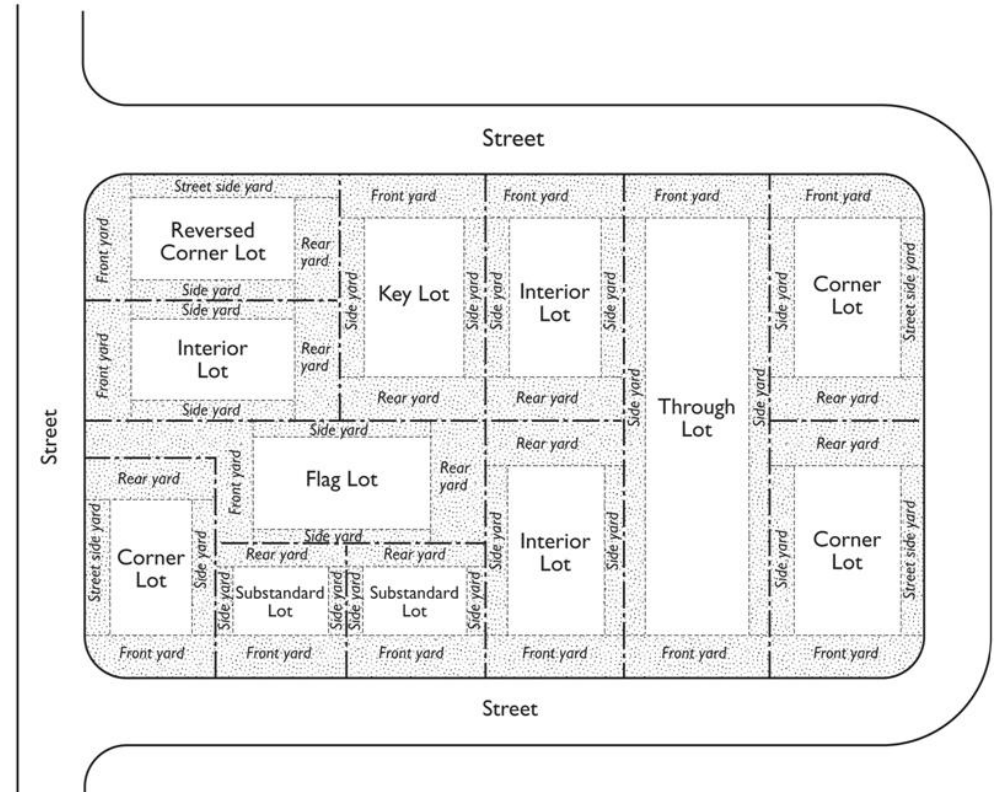 Street
Street side yard
Front yard
Front yard
Front yard
Front yard
Front yard
Reversed
Corner Lot
Rear
yard
Side yard
Side yard
Key Lot
Side yard
Side yard
Side yard
Interior
Lot
Side yard
Side yard
Corner
Lot
Street side yard
Side yard
Front yard
Interior
Lot
Rear
yard
Side yard
Rear yard
Rear yard
Side yard
Through
Lot
Side yard
Rear yard
Street
Side yard
Front yard
Flag Lot
Rear
yard
Side yard
Rear yard
Rear yard
Rear yard
Street side yard
Corner
Lot
Side yard
Rear yard
Rear yard
Side yard
Substandard
Lot
Side yard
Side yard
Substandard
Lot
Side yard
Side yard
Interior
Lot
Side yard
Side yard
Corner
Lot
Street side yard
Front yard
Front yard
Front yard
Front yard
Front yard
Front yard
Street